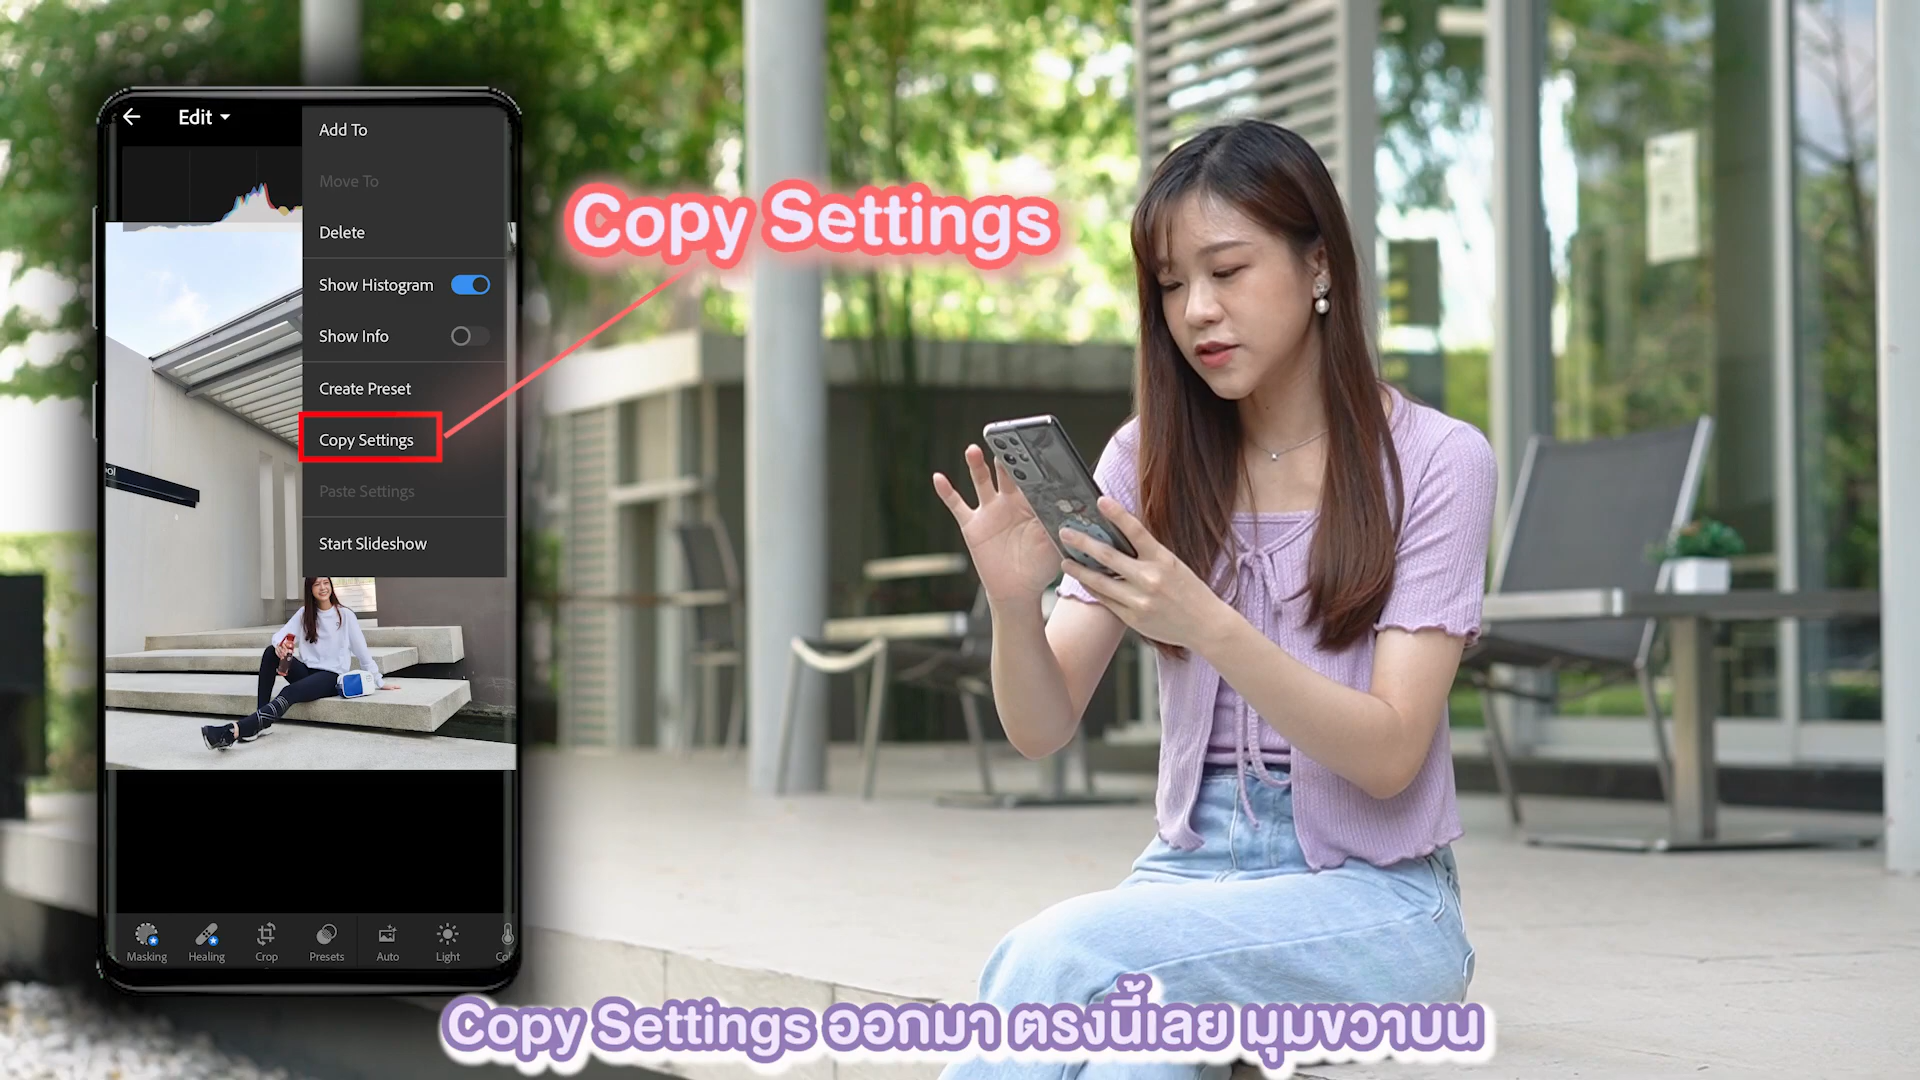 Edit
Add To
Move To
Delete
Show Histogram
Show Info
Create Preset
Copy Settings
Paste Settings
Start Slideshow
Masking
Healing
Crop
Presets
Auto
Light
Copy Settings
Copy Settings ออกมา ตรงนี้เลย มุมขวาบน